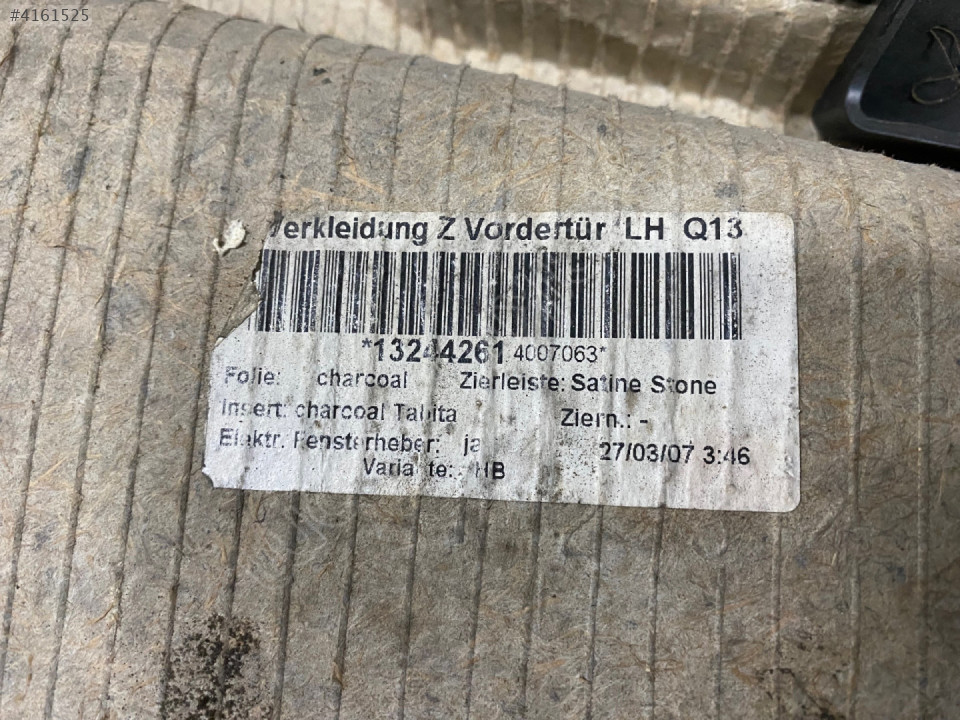 #4161525
Verkleidung Z Vordertür LH Q13
*13244261 4007063*
Folie: charcoal Zierleiste: Satine Stone
Insert: charcoal Tabita Ziern.: -
Elektr. Fensterheber: ja 27/03/07 3:46
Variante: HB